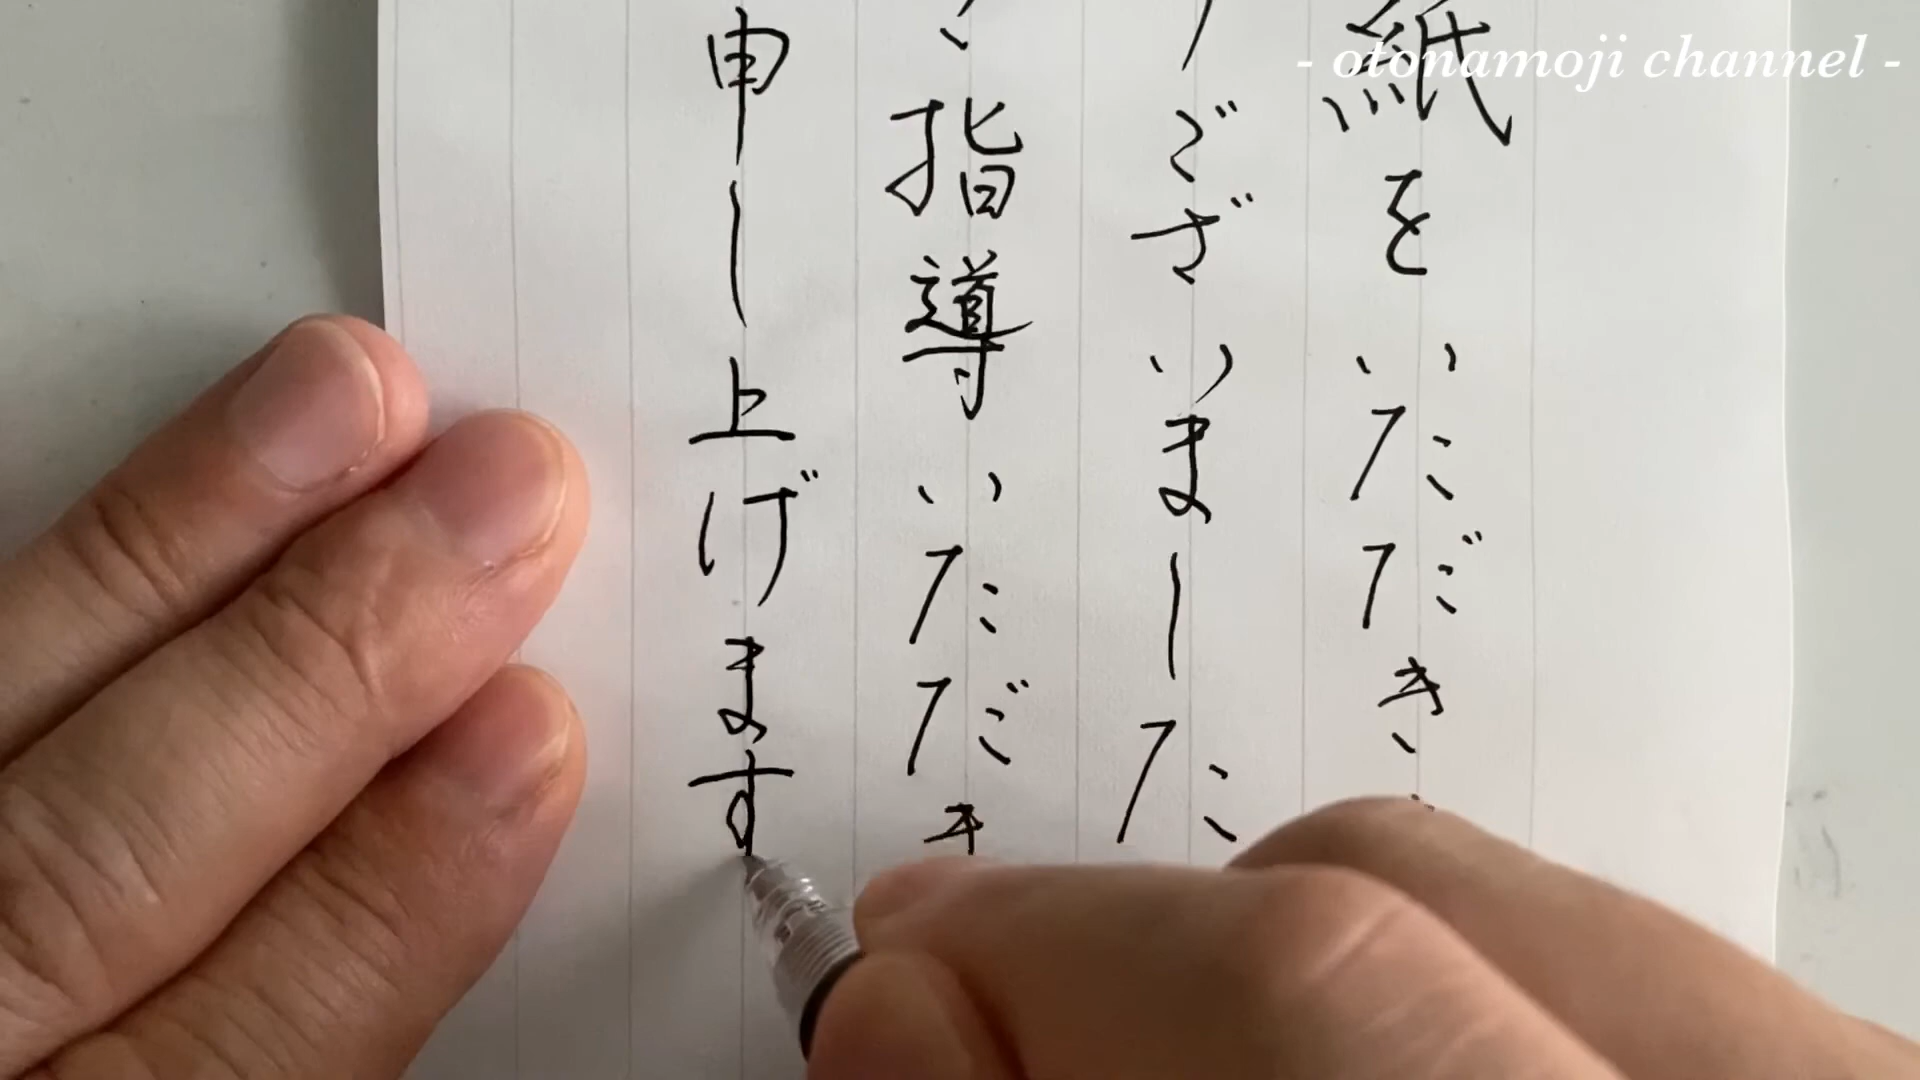 - otonamoji channel -
紙をいただき
ございました
ご指導いただき
申し上げます